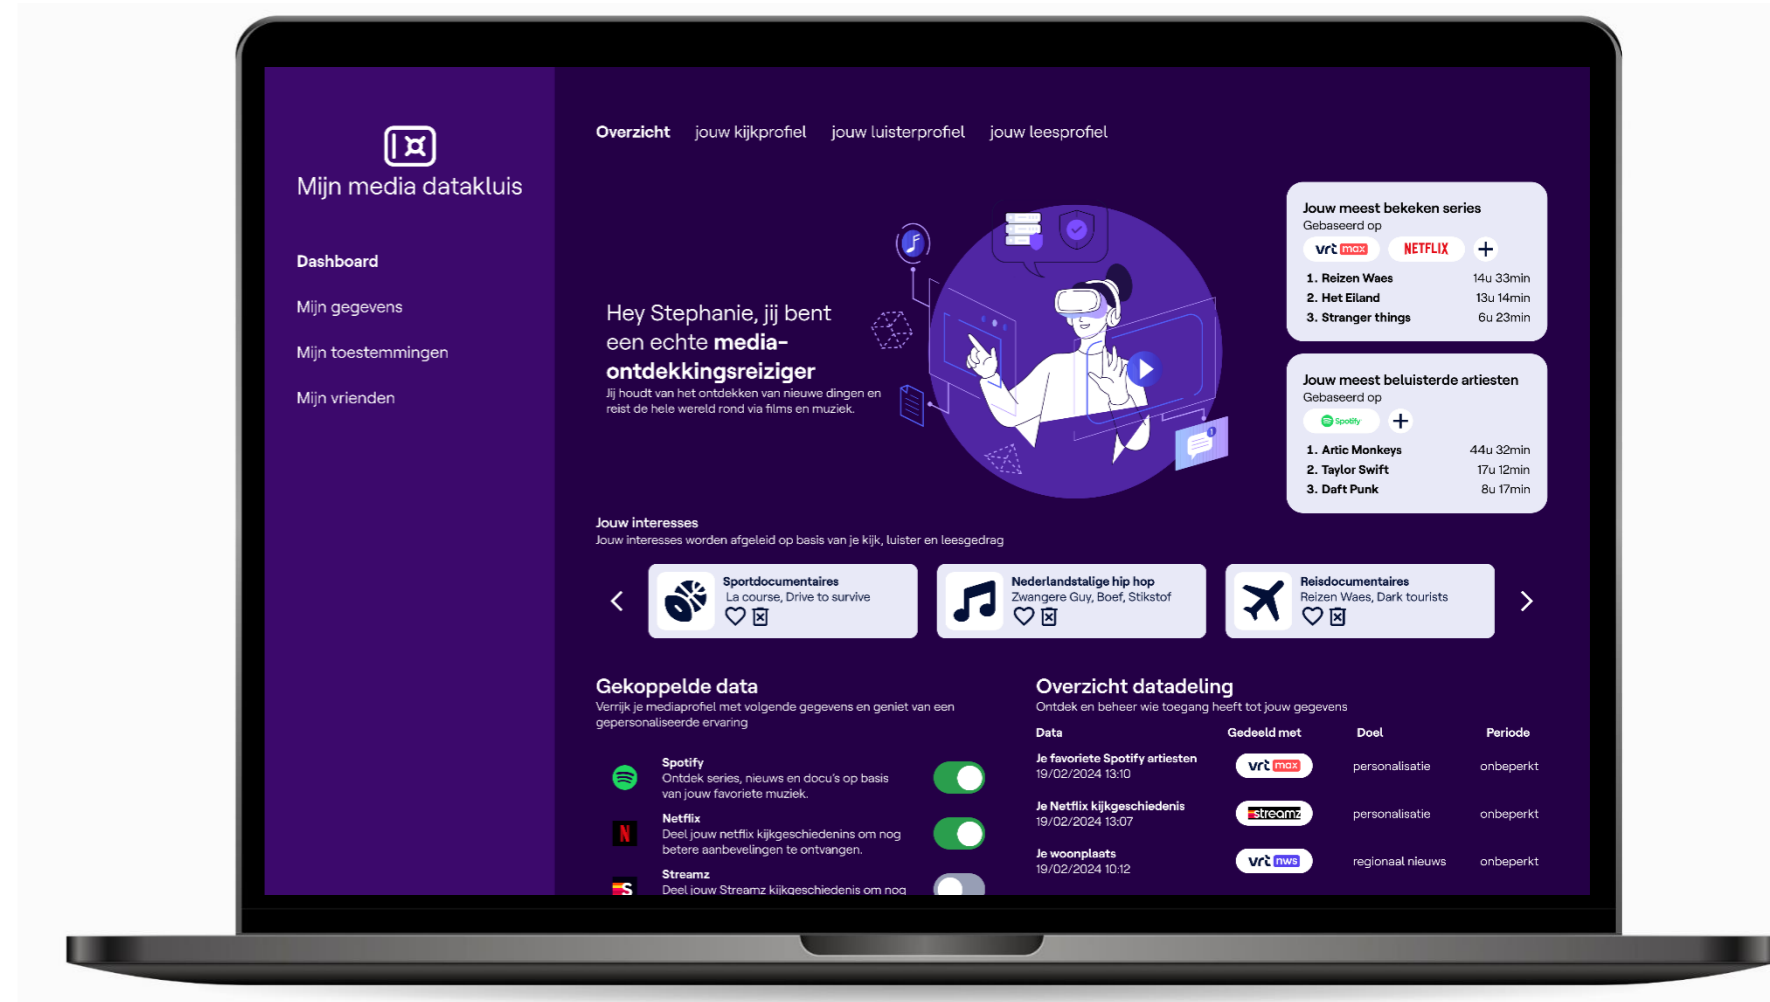 Mijn media datakluis
Dashboard
Mijn gegevens
Mijn toestemmingen
Mijn vrienden
Overzicht jouw kijkprofiel jouw luisterprofiel jouw leesprofiel
Hey Stephanie, jij bent
een echte media-
ontdekkingsreiziger
Jij houdt van het ontdekken van nieuwe dingen en
reist de hele wereld rond via films en muziek.
1
Jouw meest bekeken series
Gebaseerd op
vrt max NETFLIX +
1. Reizen Waes 14u 33min
2. Het Eiland 13u 14min
3. Stranger things 6u 23min
Jouw meest beluisterde artiesten
Gebaseerd op
Spotify +
1. Artic Monkeys 44u 32min
2. Taylor Swift 17u 12min
3. Daft Punk 8u 17min
Jouw interesses
Jouw interesses worden afgeleid op basis van je kijk, luister en leesgedrag
Sportdocumentaires
La course, Drive to survive
Nederlandstalige hip hop
Zwangere Guy, Boef, Stikstof
Reisdocumentaires
Reizen Waes, Dark tourists
Gekoppelde data
Verrijk je mediaprofiel met volgende gegevens en geniet van een
gepersonaliseerde ervaring
Spotify
Ontdek series, nieuws en docu's op basis
van jouw favoriete muziek.
N
Netflix
Deel jouw netflix kijkgeschiedenins om nog
betere aanbevelingen te ontvangen.
S
Streamz
Deel jouw Streamz kijkgeschiedenis om nog
Overzicht datadeling
Ontdek en beheer wie toegang heeft tot jouw gegevens
Data Gedeeld met Doel Periode
Je favoriete Spotify artiesten
19/02/2024 13:10 vrt max personalisatie onbeperkt
Je Netflix kijkgeschiedenis
19/02/2024 13:07 streamz personalisatie onbeperkt
Je woonplaats
19/02/2024 10:12 vrt nws regionaal nieuws onbeperkt